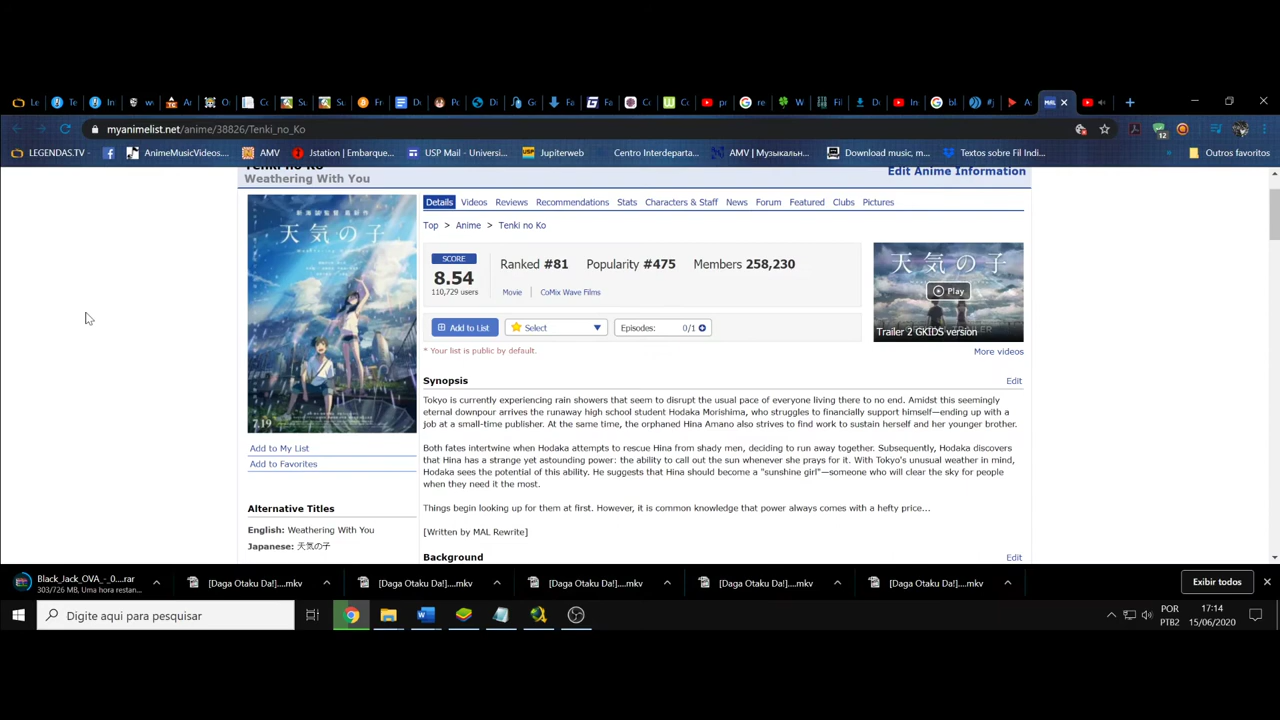 myanimelist.net/anime/38826/Tenki_no_Ko
12
LEGENDAS.TV -
AnimeMusicVideos....
AMV
Jstation | Embarque...
USP Mail - Universi...
Jupiterweb
Centro Interdeparta...
AMV | Музыкальн...
Download music, m...
Textos sobre Fil Indi...
Outros favoritos
Weathering With You
Edit Anime Information
Details Videos Reviews Recommendations Stats Characters & Staff News Forum Featured Clubs Pictures
Top > Anime > Tenki no Ko
天気の子
7.19
SCORE
8.54
110,729 users
Ranked #81 Popularity #475 Members 258,230
Movie | CoMix Wave Films
Add to List
Select
Episodes: 0/1
* Your list is public by default.
天気の子
Play
Trailer 2 GKIDS version
More videos
Synopsis
Edit
Tokyo is currently experiencing rain showers that seem to disrupt the usual pace of everyone living there to no end. Amidst this seemingly
eternal downpour arrives the runaway high school student Hodaka Morishima, who struggles to financially support himself—ending up with a
job at a small-time publisher. At the same time, the orphaned Hina Amano also strives to find work to sustain herself and her younger brother.
Both fates intertwine when Hodaka attempts to rescue Hina from shady men, deciding to run away together. Subsequently, Hodaka discovers
that Hina has a strange yet astounding power: the ability to call out the sun whenever she prays for it. With Tokyo's unusual weather in mind,
Hodaka sees the potential of this ability. He suggests that Hina should become a "sunshine girl"—someone who will clear the sky for people
when they need it the most.
Things begin looking up for them at first. However, it is common knowledge that power always comes with a hefty price...
[Written by MAL Rewrite]
Background
Edit
Add to My List
Add to Favorites
Alternative Titles
English: Weathering With You
Japanese: 天気の子
Black_Jack_OVA_-_0....rar
303/726 MB, Uma hora restan...
[Daga Otaku Da!]....mkv
[Daga Otaku Da!]....mkv
[Daga Otaku Da!]....mkv
[Daga Otaku Da!]....mkv
[Daga Otaku Da!]....mkv
Exibir todos
Digite aqui para pesquisar
POR
PTB2
17:14
15/06/2020